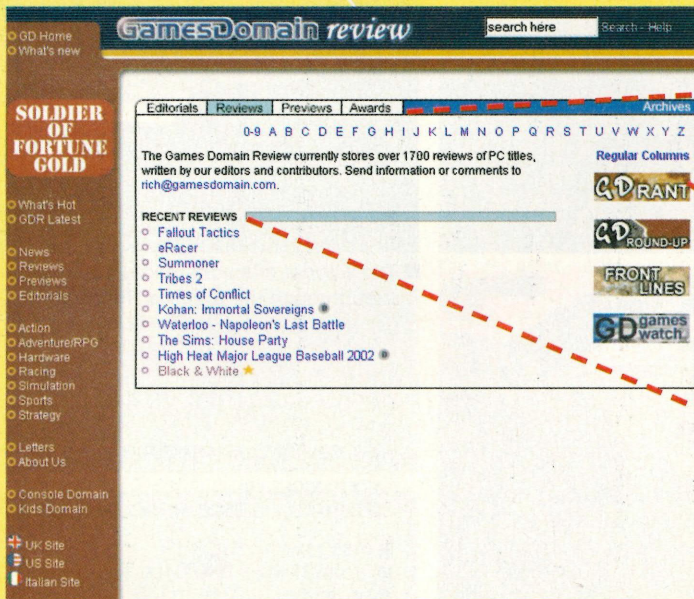 GD Home
What's new
GamesDomain review
search here
Search - Help
SOLDIER
OF
FORTUNE
GOLD
What's Hot
GDR Latest
News
Reviews
Previews
Editorials
Action
Adventure/RPG
Hardware
Racing
Simulation
Sports
Strategy
Letters
About Us
Console Domain
Kids Domain
UK Site
US Site
Italian Site
Editorials Reviews Previews Awards Archives
0-9 A B C D E F G H I J K L M N O P Q R S T U V W X Y Z
The Games Domain Review currently stores over 1700 reviews of PC titles,
written by our editors and contributors. Send information or comments to
rich@gamesdomain.com.
RECENT REVIEWS
Fallout Tactics
eRacer
Summoner
Tribes 2
Times of Conflict
Kohan: Immortal Sovereigns
Waterloo - Napoleon's Last Battle
The Sims: House Party
High Heat Major League Baseball 2002
Black & White
Regular Columns
GD RANT
GD ROUND-UP
FRONT
LINES
GD games
watch